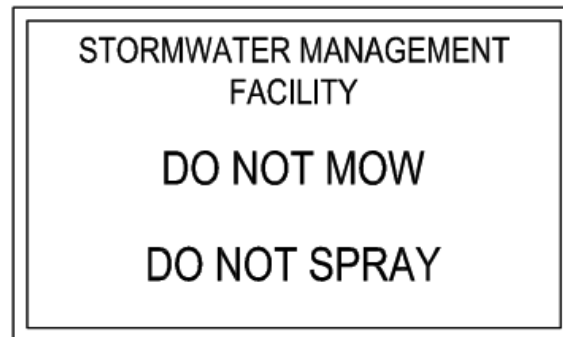 STORMWATER MANAGEMENT
FACILITY
DO NOT MOW
DO NOT SPRAY